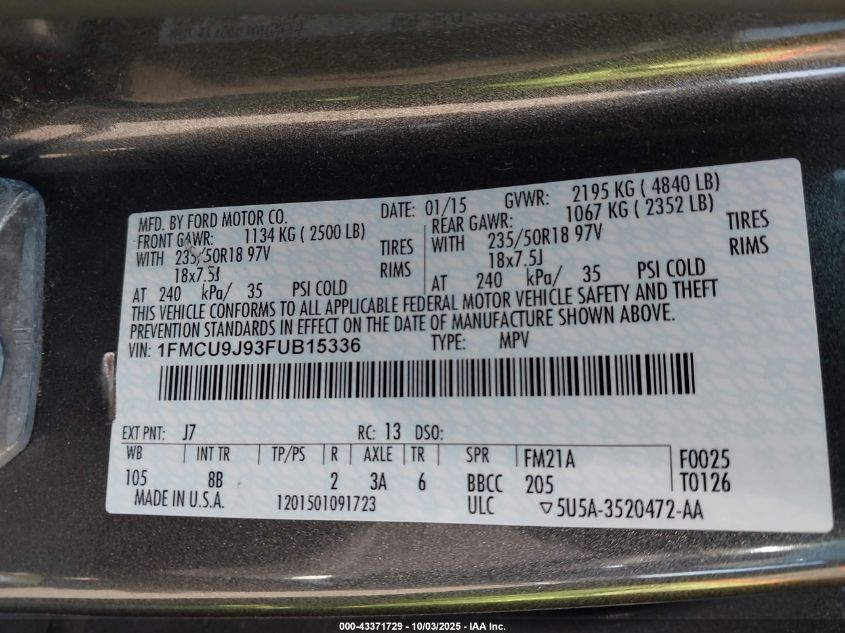 MFD. BY FORD MOTOR CO. DATE: 01/15 GVWR: 2195 KG ( 4840 LB)
FRONT GAWR: 1134 KG ( 2500 LB) REAR GAWR: 1067 KG ( 2352 LB)
WITH 235/50R18 97V TIRES WITH 235/50R18 97V TIRES
18x7.5J RIMS 18x7.5J RIMS
AT 240 kPa/ 35 PSI COLD AT 240 kPa/ 35 PSI COLD
THIS VEHICLE CONFORMS TO ALL APPLICABLE FEDERAL MOTOR VEHICLE SAFETY AND THEFT
PREVENTION STANDARDS IN EFFECT ON THE DATE OF MANUFACTURE SHOWN ABOVE.
VIN: 1FMCU9J93FUB15336 TYPE: MPV
EXT PNT: J7 RC: 13 DSO:
WB INT TR TP/PS R AXLE TR SPR FM21A F0025
105 8B 2 3A 6 BBCC 205 T0126
MADE IN U.S.A. 1201501091723 ULC ▽5U5A-3520472-AA
000-43371729 - 10/03/2025 - IAA Inc.